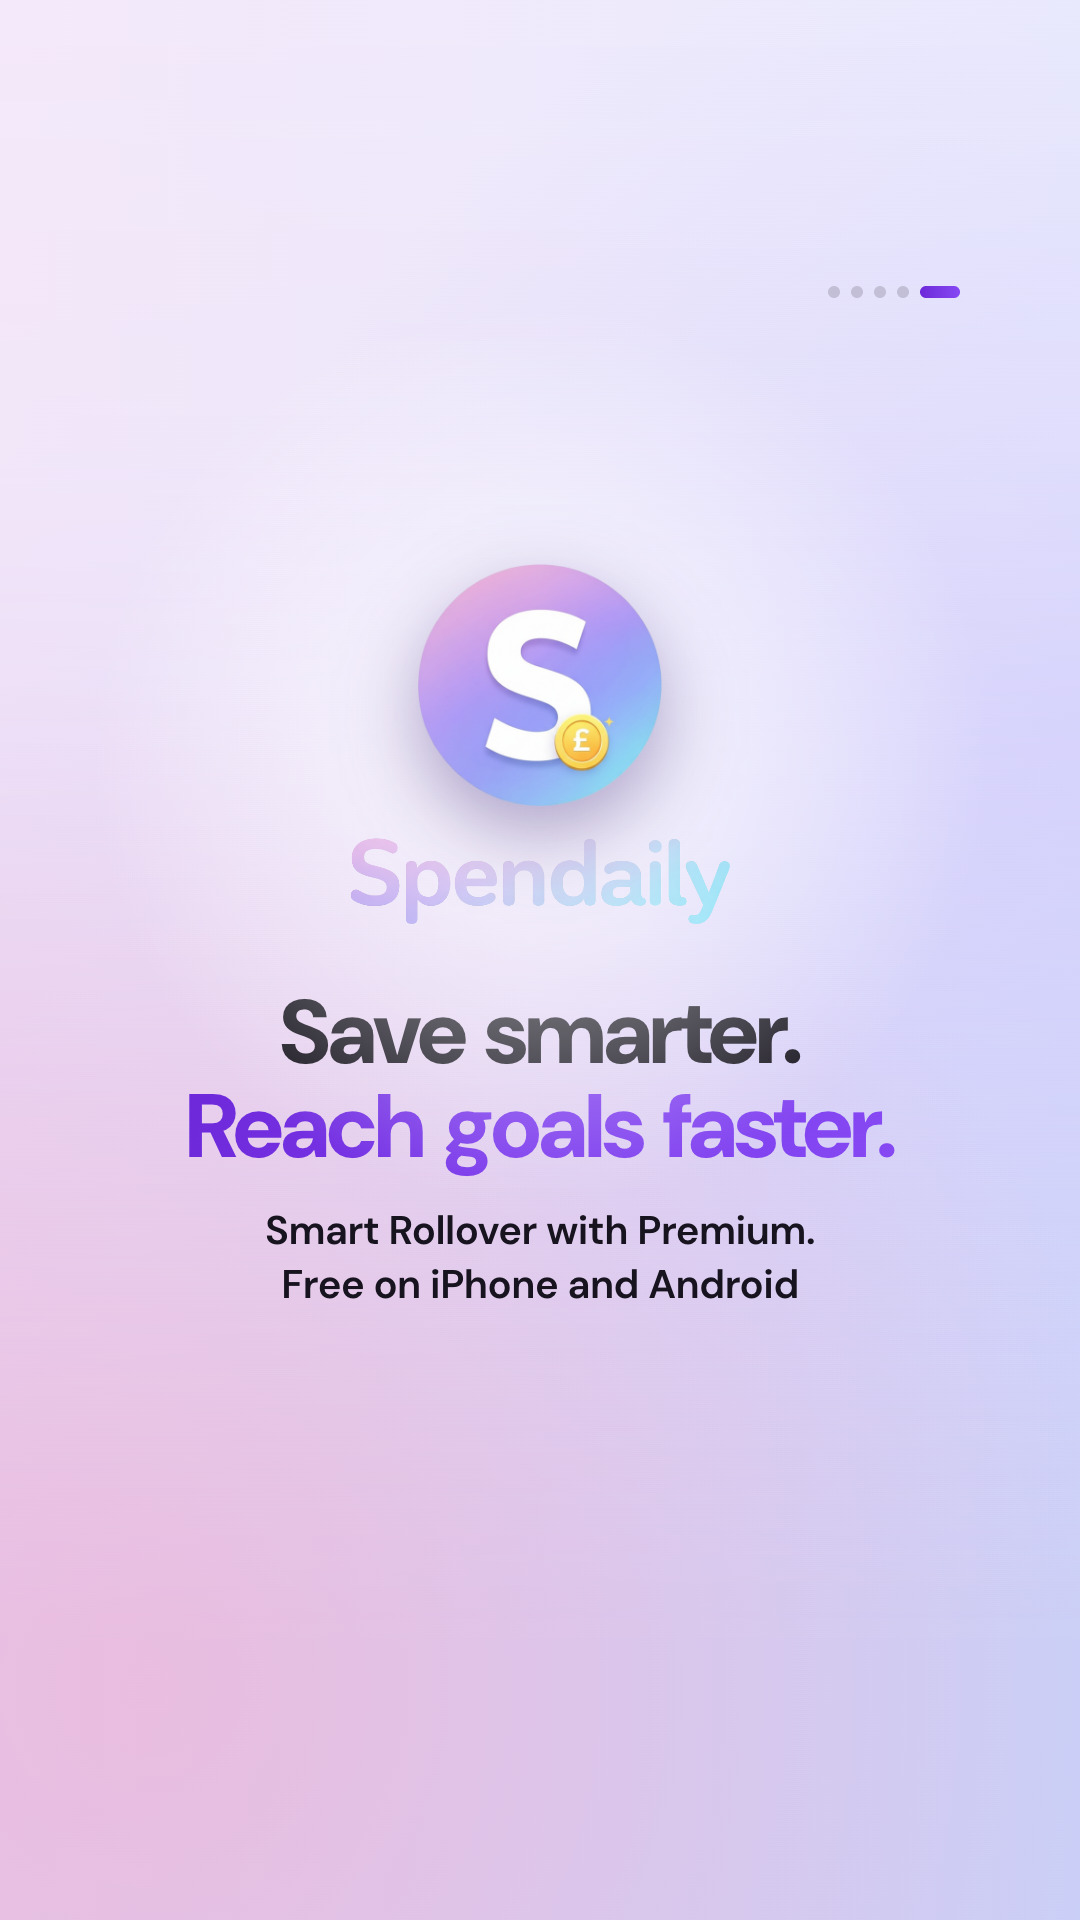 S
£
Spendaily
Save smarter.
Reach goals faster.
Smart Rollover with Premium.
Free on iPhone and Android